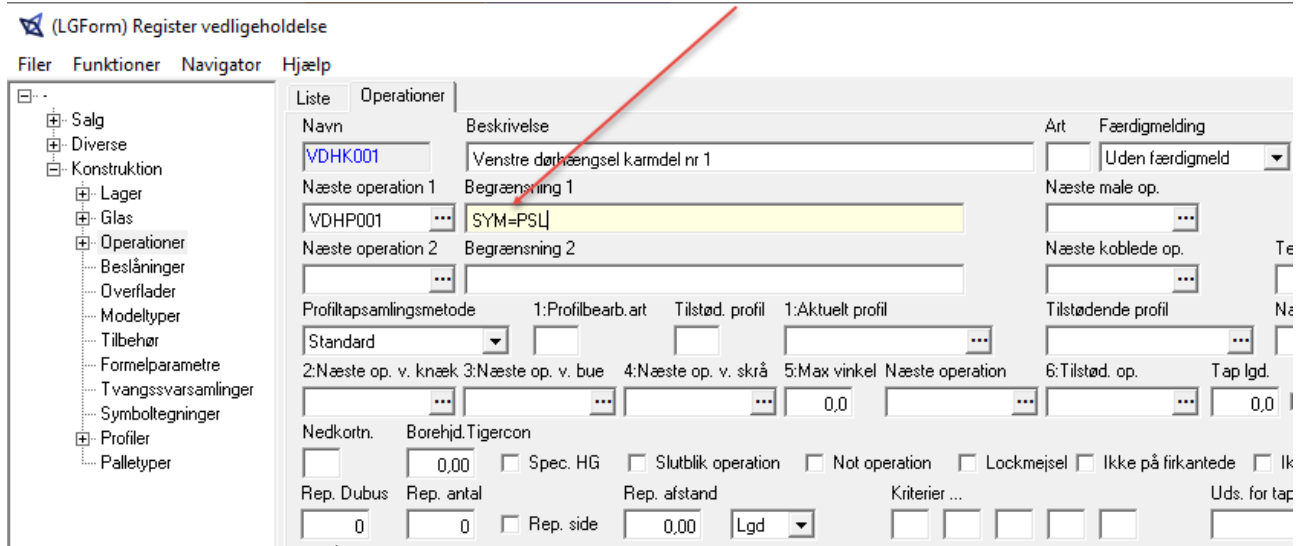 (LGForm) Register vedligeholdelse
Filer Funktioner Navigator Hjælp
Salg
Diverse
Konstruktion
Lager
Glas
Operationer
Beslåninger
Overflader
Modeltyper
Tilbehør
Formelparametre
Tvangssvarsamlinger
Symboltegninger
Profiler
Palletyper
Liste Operationer
Navn Beskrivelse Art Færdigmelding
VDHK001 Venstre dørhængsel karmdel nr 1 Uden færdigmeld
Næste operation 1 Begrænsning 1 Næste male op.
VDHP001 ... SYM=PSL ...
Næste operation 2 Begrænsning 2 Næste koblede op. Te
... ...
Profiltapsamlingsmetode 1:Profilbearb.art Tilstød. profil 1:Aktuelt profil Tilstødende profil Na
Standard ... ...
2:Næste op. v. knæk 3:Næste op. v. bue 4:Næste op. v. skrå 5:Max vinkel Næste operation 6:Tilstød. op. Tap lgd.
... ... ... 0,0 ... ... 0,0
Nedkortn. Borehjd.Tigercon
0,00 Spec. HG Slutblik operation Not operation Lockmejsel Ikke på firkantede Ik
Rep. Dubus Rep. antal Rep. afstand Kriterier ... Uds. for tap
0 0 Rep. side 0,00 Lgd